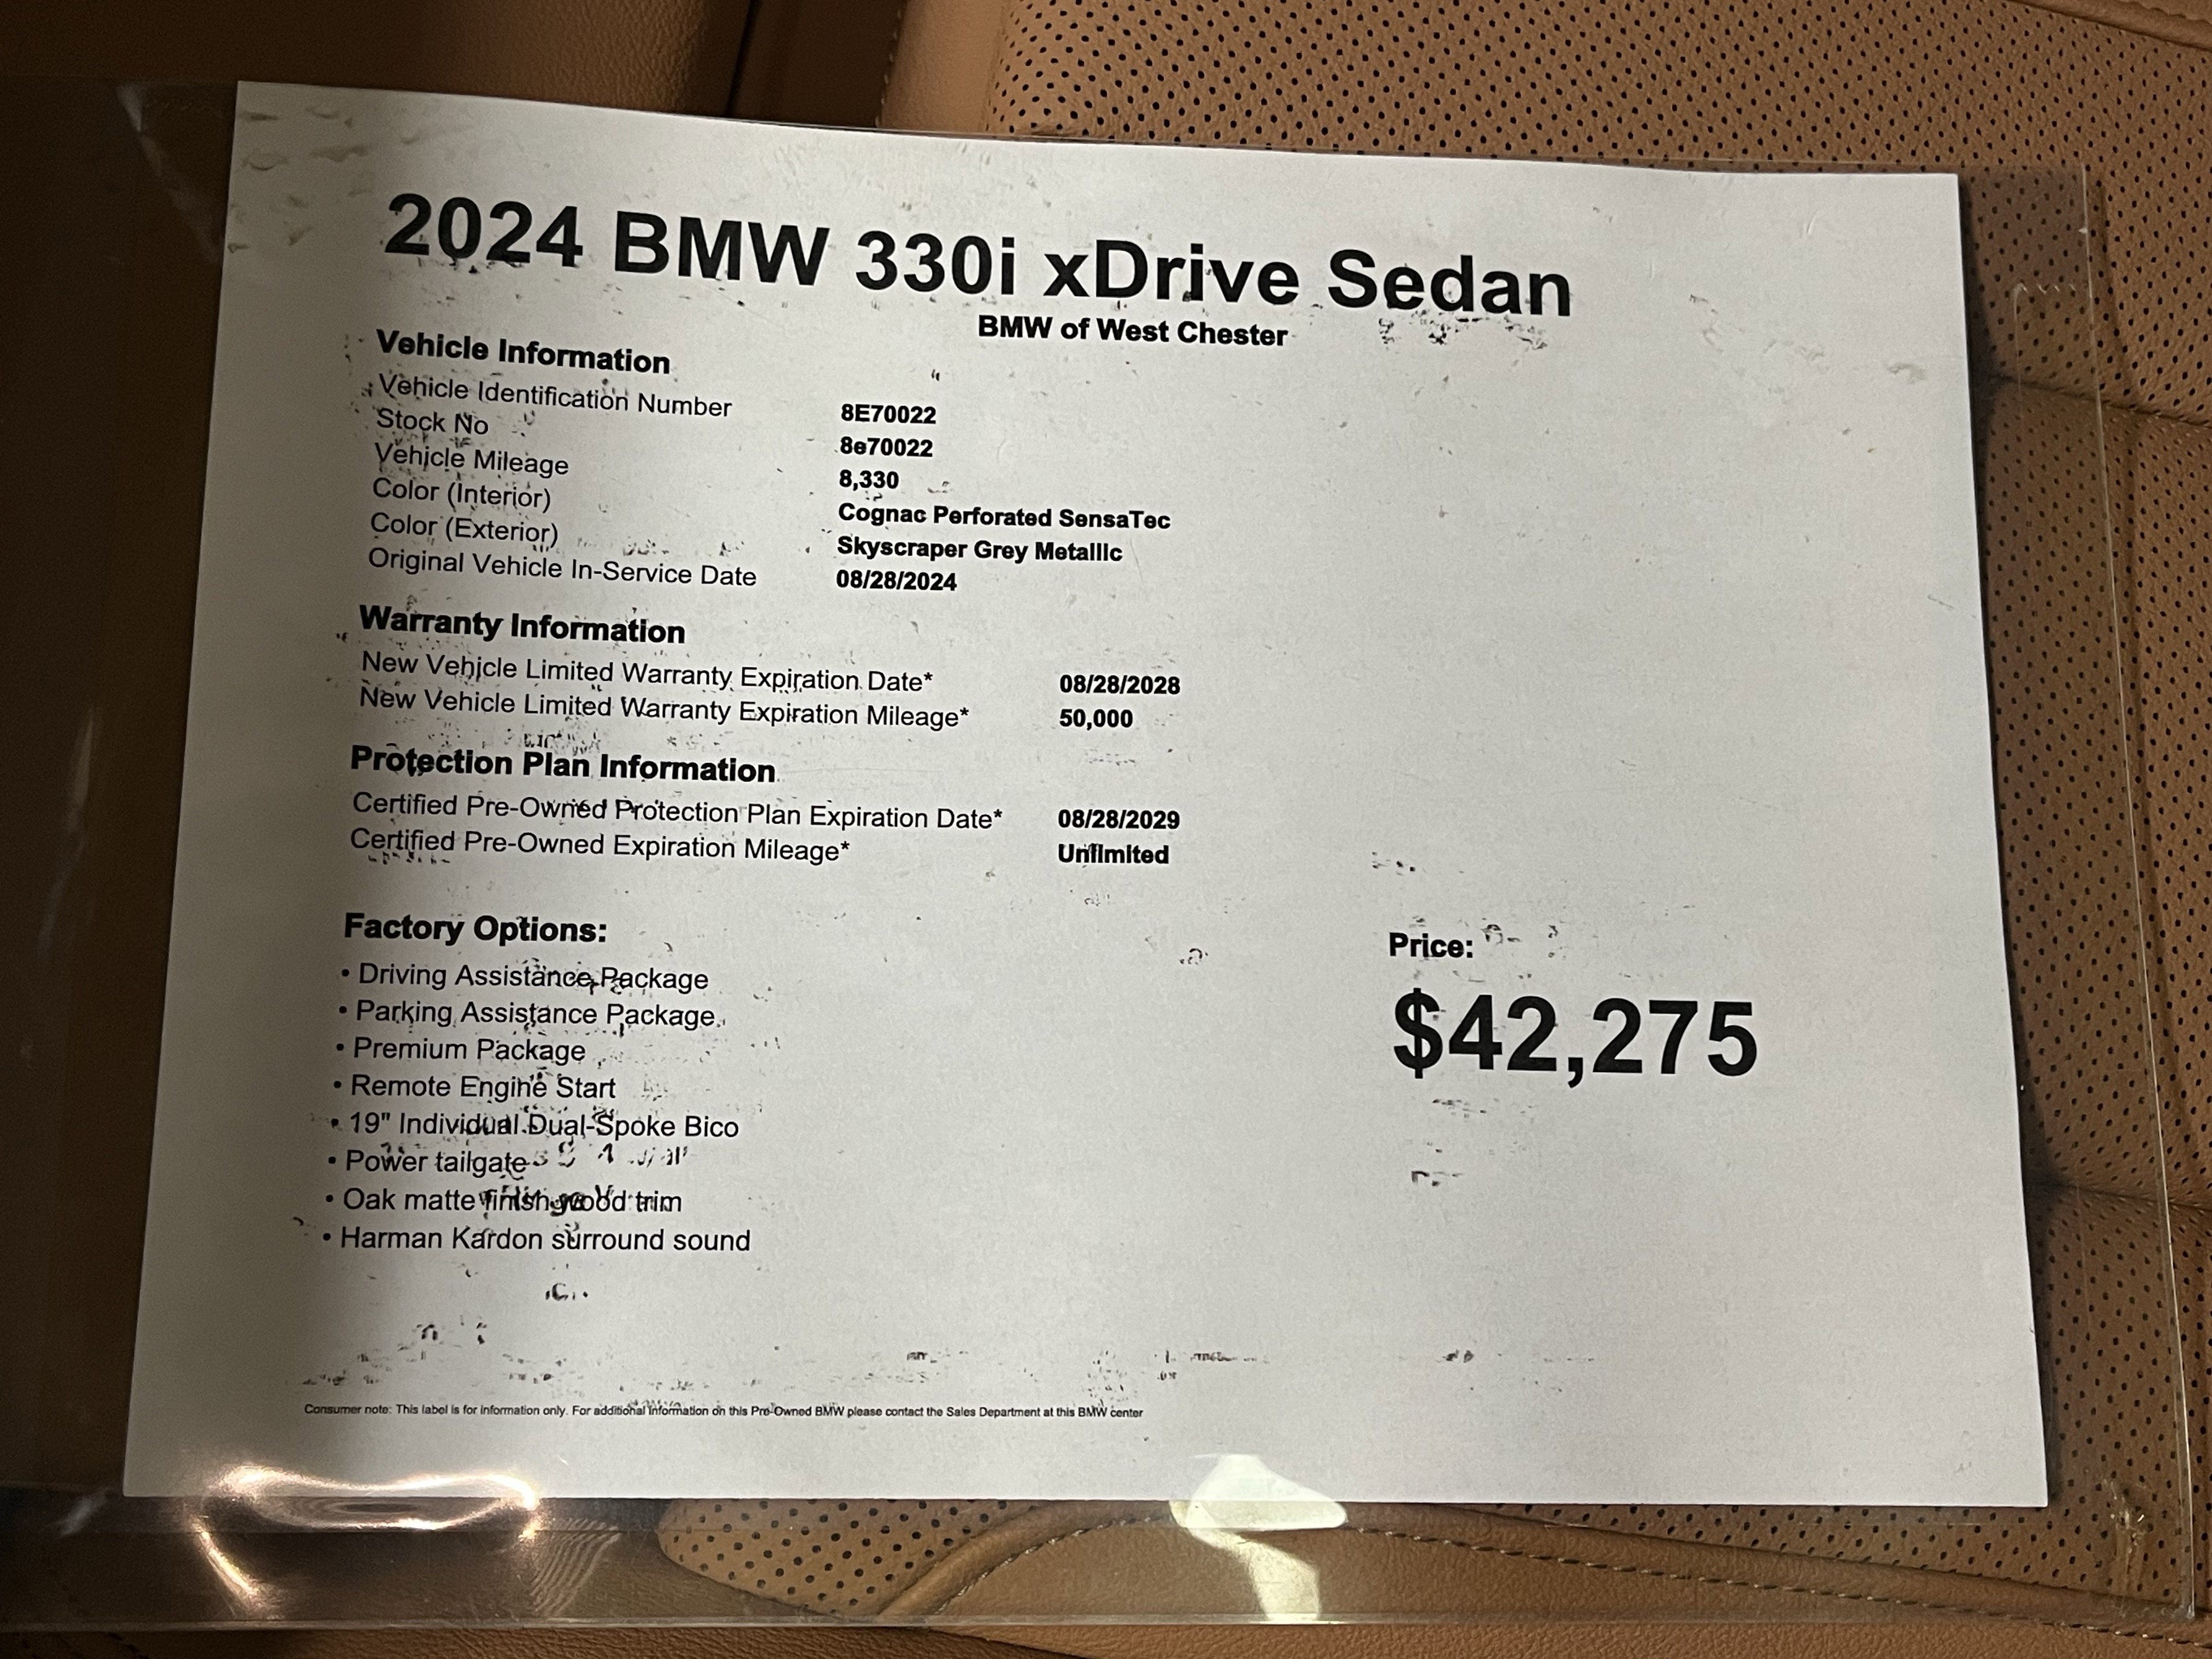 2024 BMW 330i xDrive Sedan
BMW of West Chester
Vehicle Information
Vehicle Identification Number 8E70022
Stock No 8e70022
Vehicle Mileage 8,330
Color (Interior) Cognac Perforated SensaTec
Color (Exterior) Skyscraper Grey Metallic
Original Vehicle In-Service Date 08/28/2024
Warranty Information
New Vehicle Limited Warranty Expiration Date* 08/28/2028
New Vehicle Limited Warranty Expiration Mileage* 50,000
Protection Plan Information
Certified Pre-Owned Protection Plan Expiration Date* 08/28/2029
Certified Pre-Owned Expiration Mileage* Unlimited
Factory Options:
• Driving Assistance Package
• Parking Assistance Package
• Premium Package
• Remote Engine Start
• 19" Individual Dual-Spoke Bico
• Power tailgate
• Oak matte finish wood trim
• Harman Kardon surround sound
Price:
$42,275
Consumer note: This label is for information only. For additional information on this Pre-Owned BMW please contact the Sales Department at this BMW center